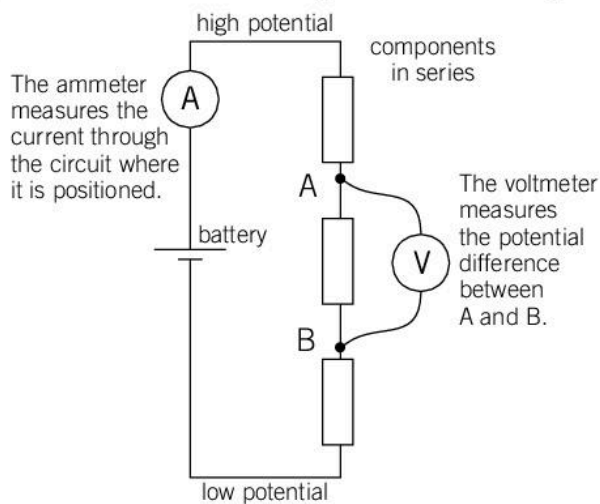 high potential
components
in series
The ammeter
measures the
current through
the circuit where
it is positioned.
A
A
The voltmeter
measures
the potential
difference
between
A and B.
battery
V
B
low potential